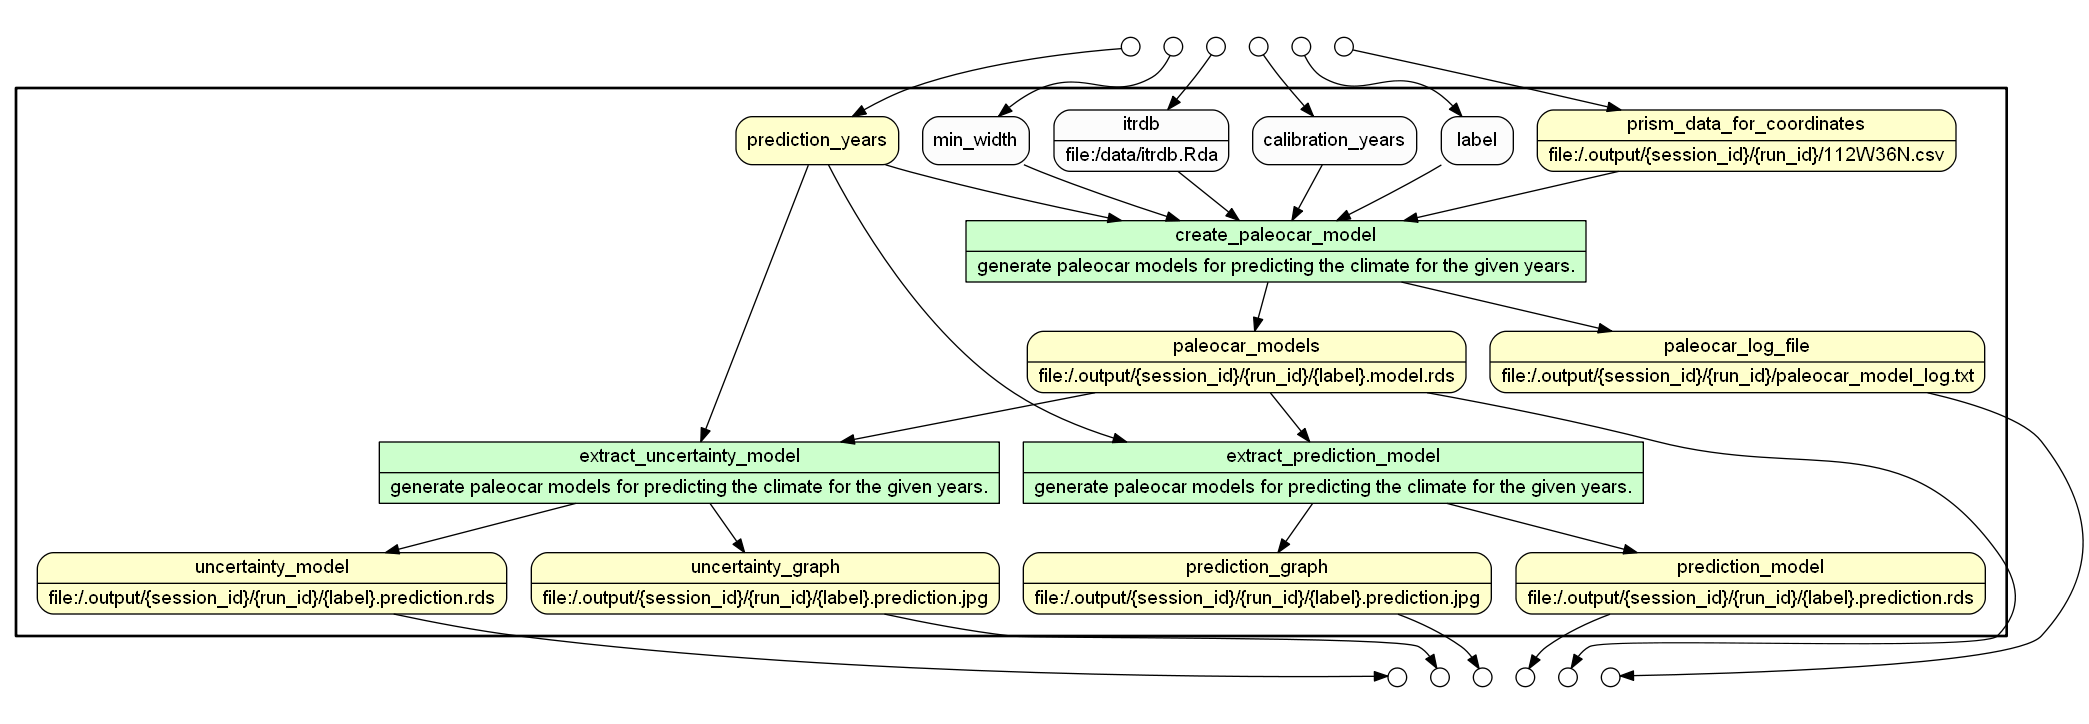 prediction_years
min_width
itrdb
file:/data/itrdb.Rda
calibration_years
label
prism_data_for_coordinates
file:/.output/{session_id}/{run_id}/112W36N.csv
create_paleocar_model
generate paleocar models for predicting the climate for the given years.
paleocar_models
file:/.output/{session_id}/{run_id}/{label}.model.rds
paleocar_log_file
file:/.output/{session_id}/{run_id}/paleocar_model_log.txt
extract_uncertainty_model
generate paleocar models for predicting the climate for the given years.
extract_prediction_model
generate paleocar models for predicting the climate for the given years.
uncertainty_model
file:/.output/{session_id}/{run_id}/{label}.prediction.rds
uncertainty_graph
file:/.output/{session_id}/{run_id}/{label}.prediction.jpg
prediction_graph
file:/.output/{session_id}/{run_id}/{label}.prediction.jpg
prediction_model
file:/.output/{session_id}/{run_id}/{label}.prediction.rds